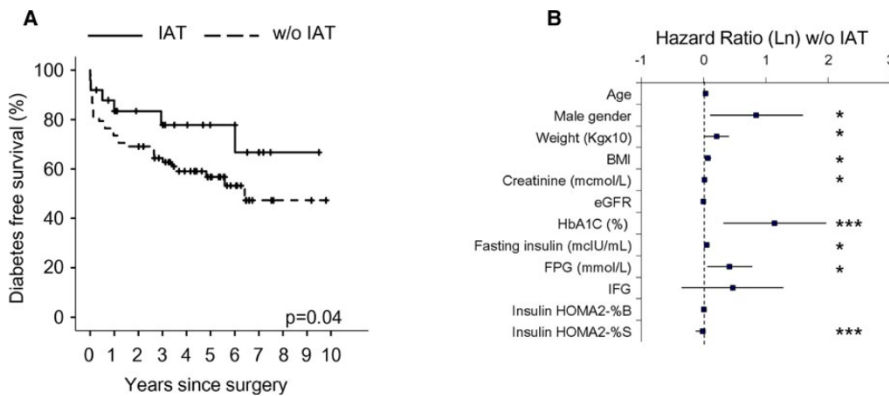 A
IAT
w/o IAT
Diabetes free survival (%)
100
80
60
40
20
0
p=0.04
0 1 2 3 4 5 6 7 8 9 10
Years since surgery
B
Hazard Ratio (Ln) w/o IAT
-1 0 1 2 3
Age
Male gender *
Weight (Kgx10) *
BMI *
Creatinine (mcmol/L) *
eGFR
HbA1C (%) ***
Fasting insulin (mcIU/mL) *
FPG (mmol/L) *
IFG
Insulin HOMA2-%B
Insulin HOMA2-%S ***